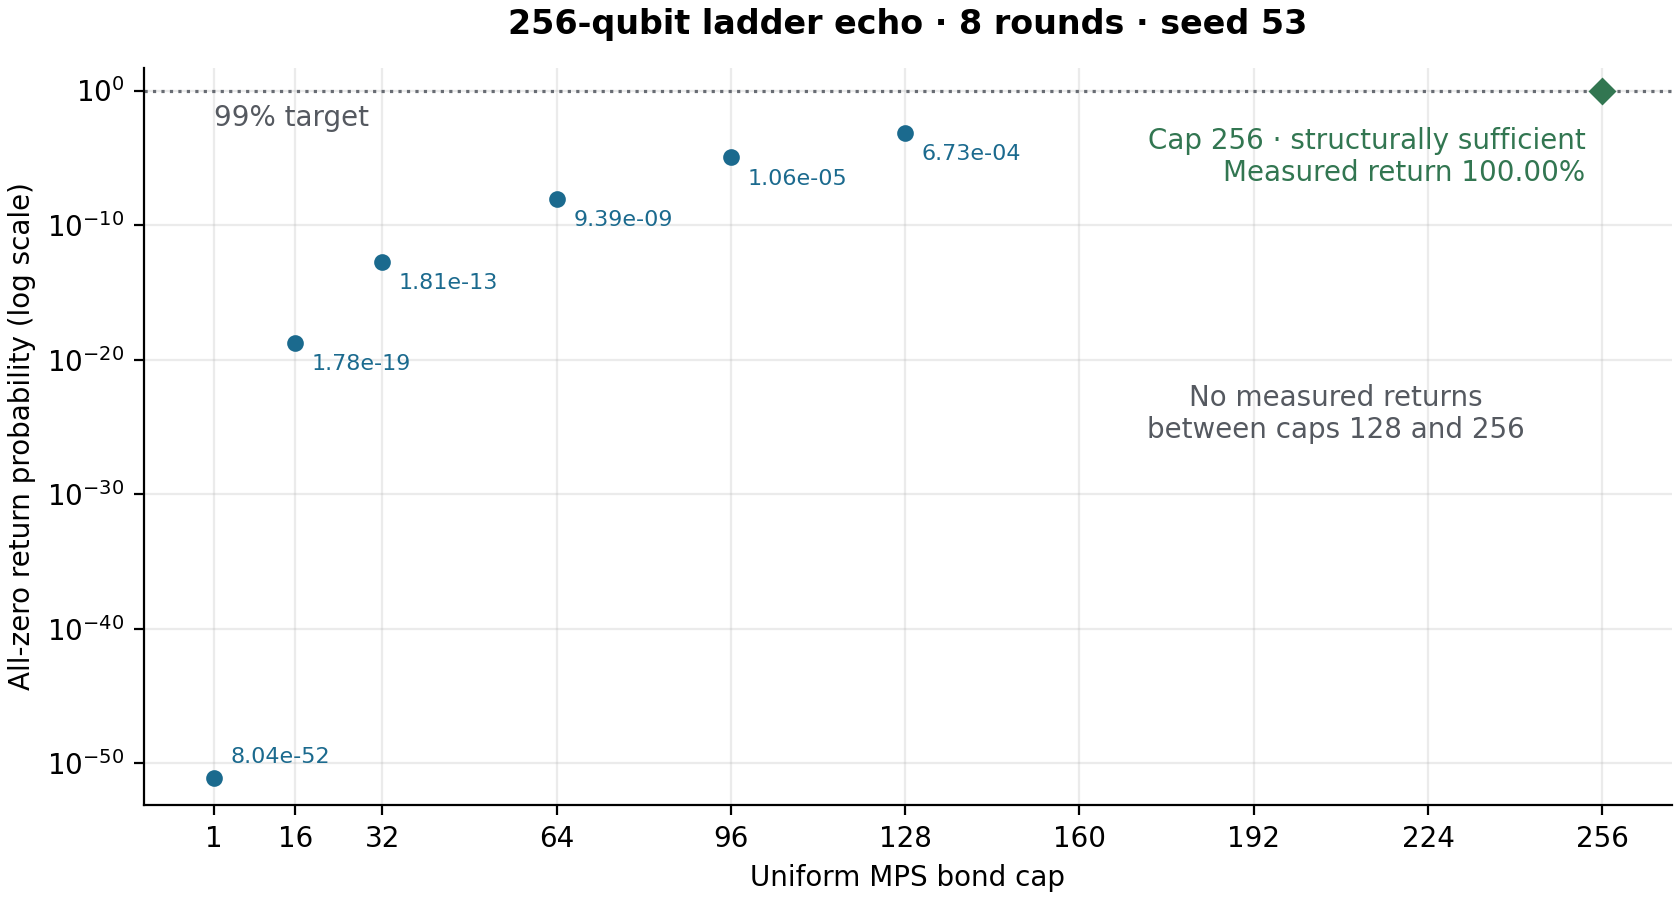 256-qubit ladder echo · 8 rounds · seed 53
All-zero return probability (log scale)
10⁰
10⁻¹⁰
10⁻²⁰
10⁻³⁰
10⁻⁴⁰
10⁻⁵⁰
99% target
8.04e-52
1.78e-19
1.81e-13
9.39e-09
1.06e-05
6.73e-04
Cap 256 · structurally sufficient
Measured return 100.00%
No measured returns
between caps 128 and 256
1 16 32 64 96 128 160 192 224 256
Uniform MPS bond cap